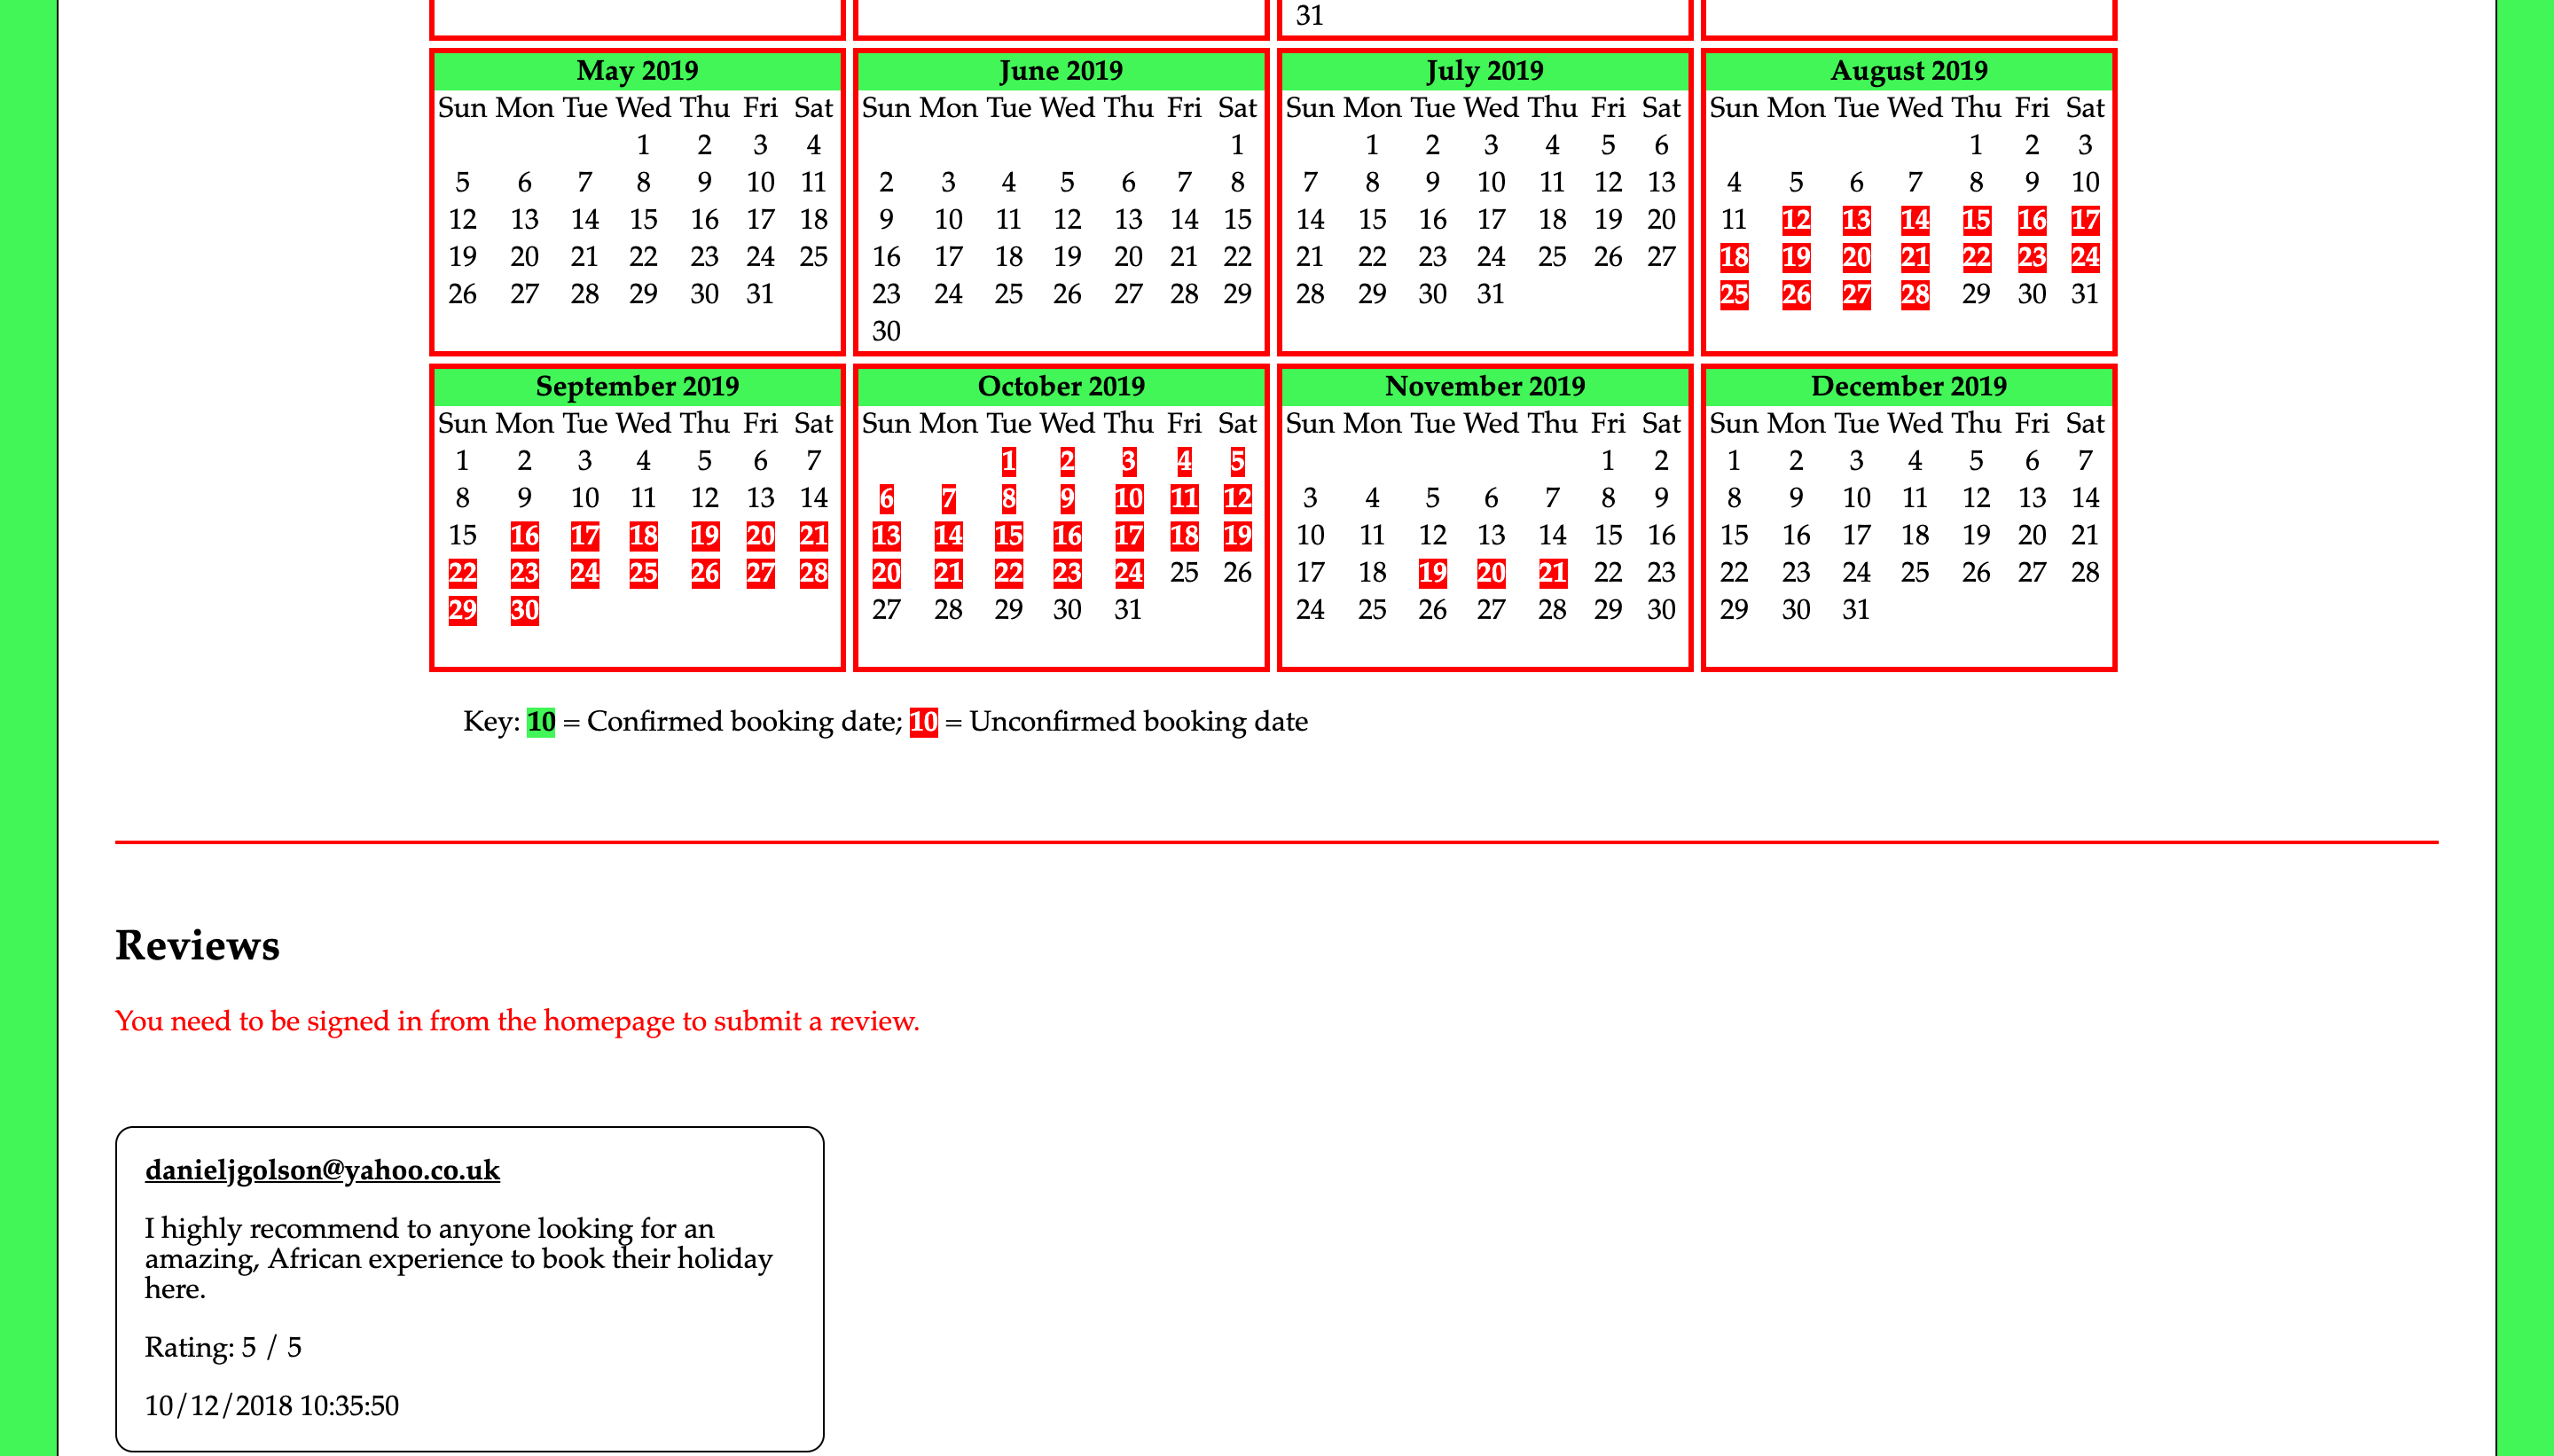 31
May 2019 June 2019 July 2019 August 2019
Sun Mon Tue Wed Thu Fri Sat Sun Mon Tue Wed Thu Fri Sat Sun Mon Tue Wed Thu Fri Sat Sun Mon Tue Wed Thu Fri Sat
1 2 3 4 1 1 2 3 4 5 6 1 2 3
5 6 7 8 9 10 11 2 3 4 5 6 7 8 7 8 9 10 11 12 13 4 5 6 7 8 9 10
12 13 14 15 16 17 18 9 10 11 12 13 14 15 14 15 16 17 18 19 20 11 12 13 14 15 16 17
19 20 21 22 23 24 25 16 17 18 19 20 21 22 21 22 23 24 25 26 27 18 19 20 21 22 23 24
26 27 28 29 30 31 23 24 25 26 27 28 29 28 29 30 31 25 26 27 28 29 30 31
30
September 2019 October 2019 November 2019 December 2019
Sun Mon Tue Wed Thu Fri Sat Sun Mon Tue Wed Thu Fri Sat Sun Mon Tue Wed Thu Fri Sat Sun Mon Tue Wed Thu Fri Sat
1 2 3 4 5 6 7 1 2 3 4 5 1 2 1 2 3 4 5 6 7
8 9 10 11 12 13 14 6 7 8 9 10 11 12 3 4 5 6 7 8 9 8 9 10 11 12 13 14
15 16 17 18 19 20 21 13 14 15 16 17 18 19 10 11 12 13 14 15 16 15 16 17 18 19 20 21
22 23 24 25 26 27 28 20 21 22 23 24 25 26 17 18 19 20 21 22 23 22 23 24 25 26 27 28
29 30 27 28 29 30 31 24 25 26 27 28 29 30 29 30 31
Key: 10 = Confirmed booking date; 10 = Unconfirmed booking date
Reviews
You need to be signed in from the homepage to submit a review.
danieljgolson@yahoo.co.uk
I highly recommend to anyone looking for an
amazing, African experience to book their holiday
here.
Rating: 5 / 5
10/12/2018 10:35:50